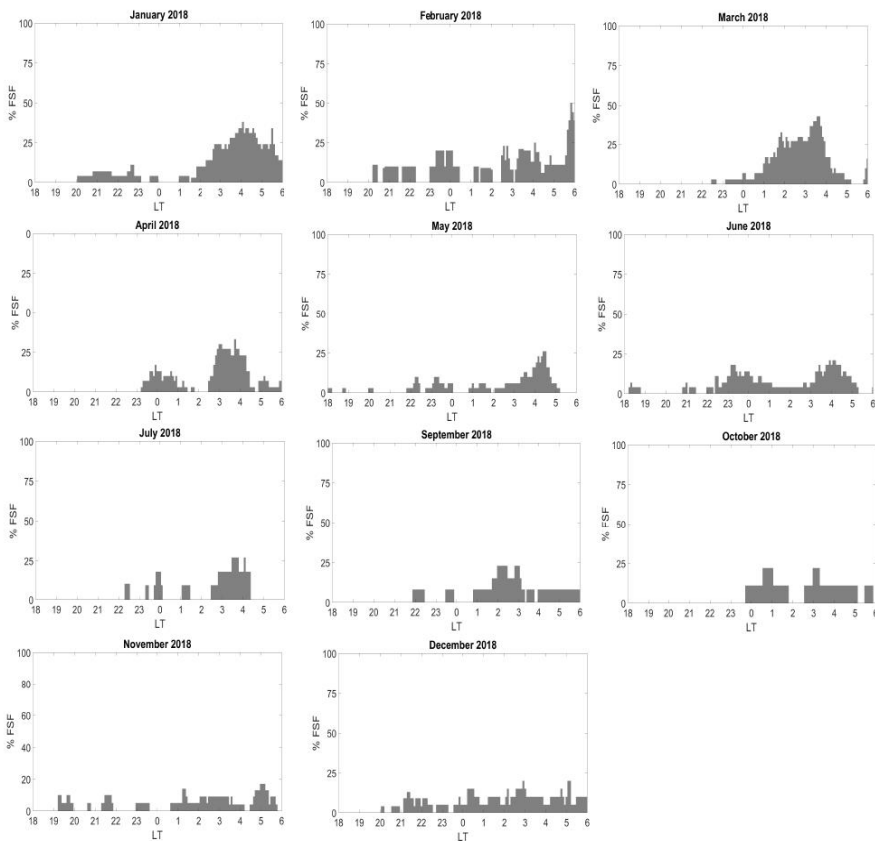 January 2018
100
75
50
25
0
% FSF
18 19 20 21 22 23 0 1 2 3 4 5 6
LT
February 2018
100
75
50
25
0
% FSF
18 19 20 21 22 23 0 1 2 3 4 5 6
LT
March 2018
100
75
50
25
0
% FSF
18 19 20 21 22 23 0 1 2 3 4 5 6
LT
April 2018
0
25
0
25
0
% FSF
18 19 20 21 22 23 0 1 2 3 4 5 6
LT
May 2018
100
75
50
25
0
% FSF
18 19 20 21 22 23 0 1 2 3 4 5 6
LT
June 2018
100
75
50
25
0
% FSF
18 19 20 21 22 23 0 1 2 3 4 5 6
LT
July 2018
100
75
50
25
0
% FSF
18 19 20 21 22 23 0 1 2 3 4 5 6
LT
September 2018
100
75
50
25
0
% FSF
18 19 20 21 22 23 0 1 2 3 4 5 6
LT
October 2018
100
75
50
25
0
% FSF
18 19 20 21 22 23 0 1 2 3 4 5 6
LT
November 2018
100
75
50
25
0
% FSF
18 19 20 21 22 23 0 1 2 3 4 5 6
LT
December 2018
100
75
50
25
0
% FSF
18 19 20 21 22 23 0 1 2 3 4 5 6
LT